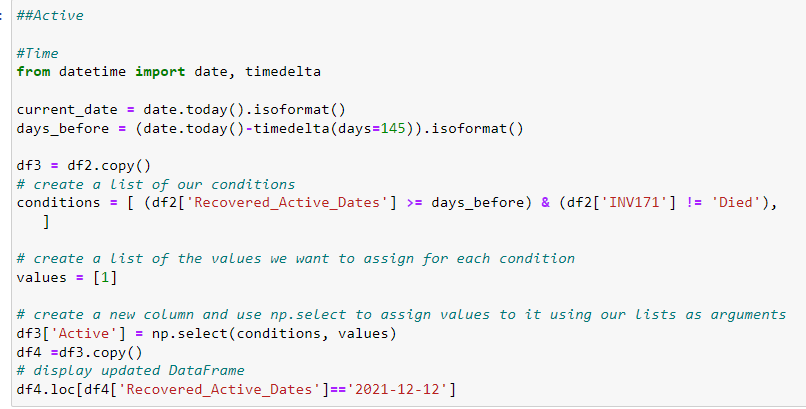 :
##Active
#Time
from datetime import date, timedelta
current_date = date.today().isoformat()
days_before = (date.today()-timedelta(days=145)).isoformat()
df3 = df2.copy()
# create a list of our conditions
conditions = [ (df2['Recovered_Active_Dates'] >= days_before) & (df2['INV171'] != 'Died'),
]
# create a list of the values we want to assign for each condition
values = [1]
# create a new column and use np.select to assign values to it using our lists as arguments
df3['Active'] = np.select(conditions, values)
df4 =df3.copy()
# display updated DataFrame
df4.loc[df4['Recovered_Active_Dates']=='2021-12-12']